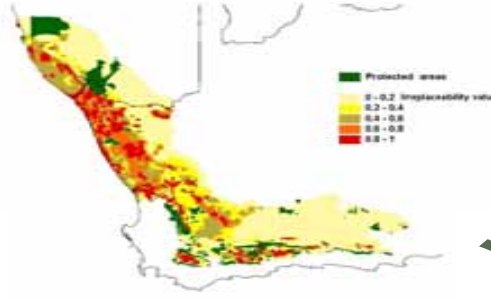 Protected areas
0 - 0.2 Irreplaceability valu
0.2 - 0.4
0.4 - 0.6
0.6 - 0.8
0.8 - 1